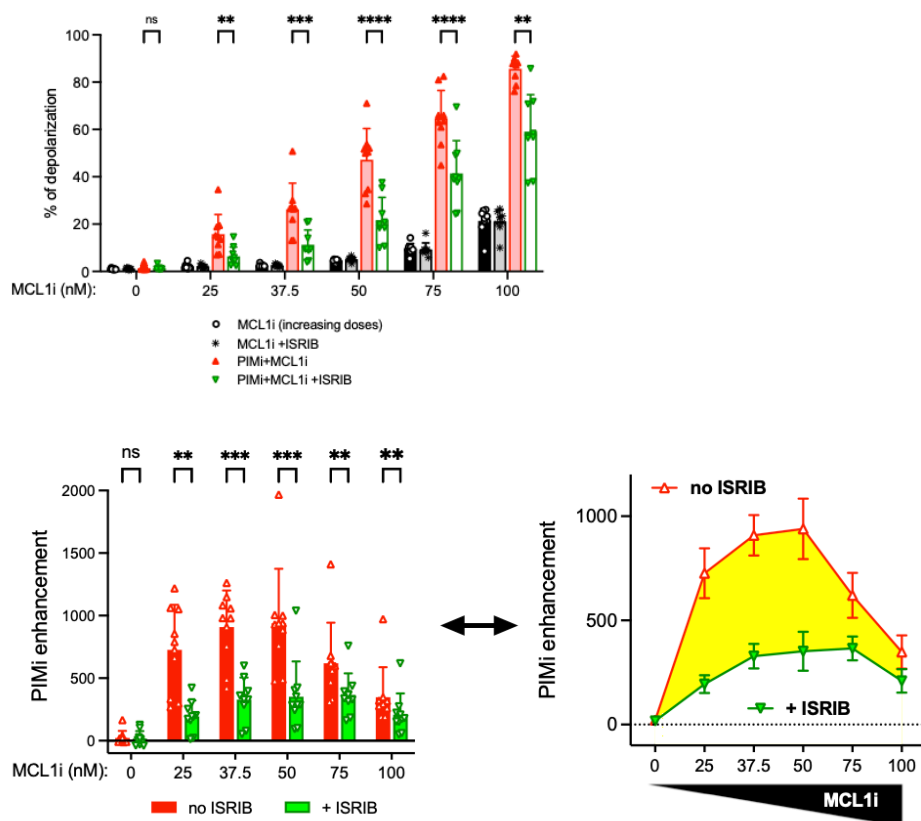 ns ** *** **** **** **
100
80
60
40
20
0
% of depolarization
MCL1i (nM): 0 25 37.5 50 75 100
MCL1i (increasing doses)
MCL1i +ISRIB
PIMi+MCL1i
PIMi+MCL1i +ISRIB
ns ** *** *** ** **
2000
1500
1000
500
0
PIMi enhancement
MCL1i (nM): 0 25 37.5 50 75 100
no ISRIB + ISRIB
no ISRIB
1000
500
0
PIMi enhancement
+ ISRIB
0 25 37.5 50 75 100
MCL1i